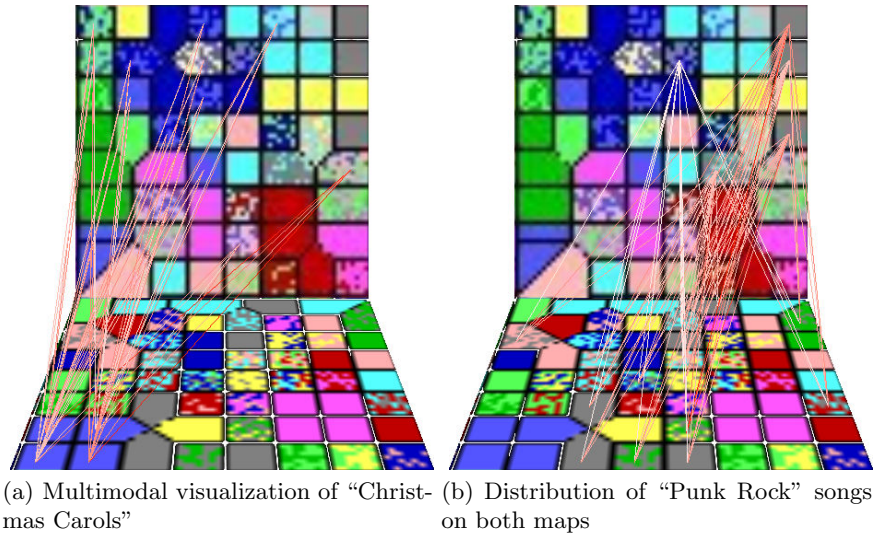 (a) Multimodal visualization of “Christ-
mas Carols”
(b) Distribution of “Punk Rock” songs
on both maps